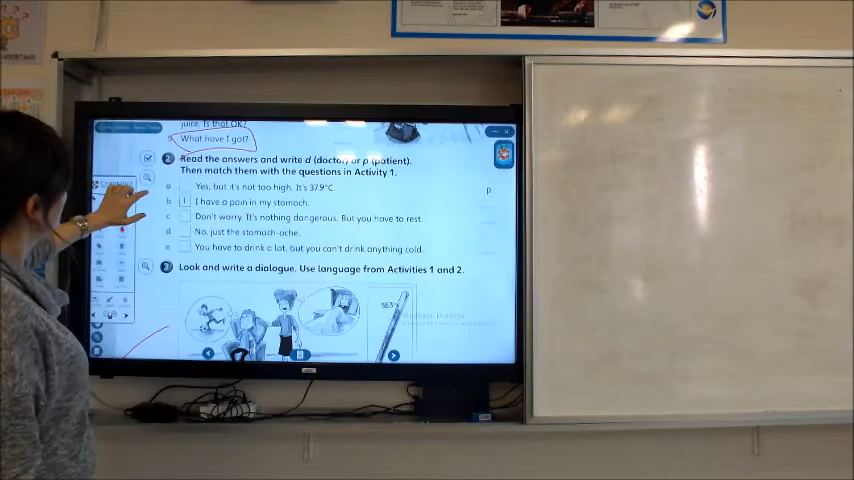 juice. Is that OK?
What have I got?
2 Read the answers and write d (doctor) or p (patient).
Then match them with the questions in Activity 1.
a Yes, but it's not too high. It's 37.9°C.
p
b 1 I have a pain in my stomach.
c Don't worry. It's nothing dangerous. But you have to rest.
d No, just the stomach-ache.
e You have to drink a lot, but you can't drink anything cold.
3 Look and write a dialogue. Use language from Activities 1 and 2.